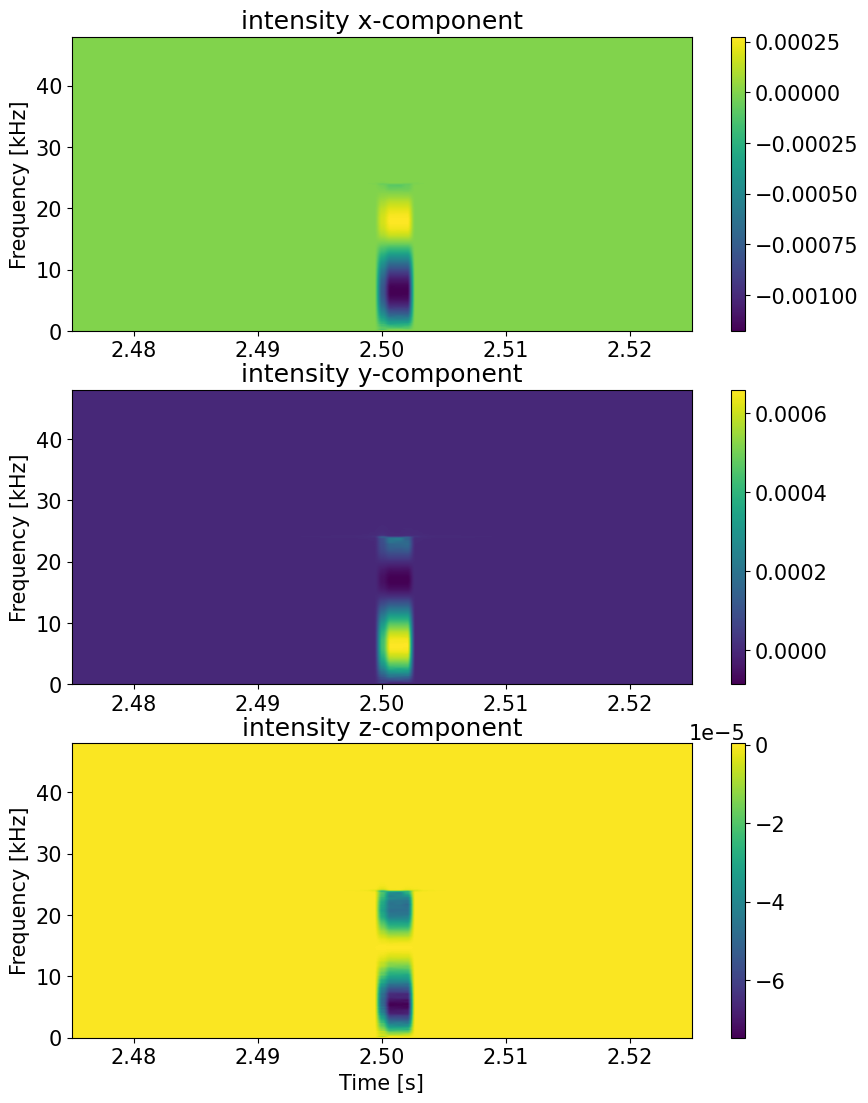 intensity x-component
Frequency [kHz]
40
30
20
10
0
2.48 2.49 2.50 2.51 2.52
0.00025
0.00000
−0.00025
−0.00050
−0.00075
−0.00100
intensity y-component
Frequency [kHz]
40
30
20
10
0
2.48 2.49 2.50 2.51 2.52
0.0006
0.0004
0.0002
0.0000
intensity z-component
Frequency [kHz]
40
30
20
10
0
2.48 2.49 2.50 2.51 2.52
Time [s]
1e−5
0
−2
−4
−6